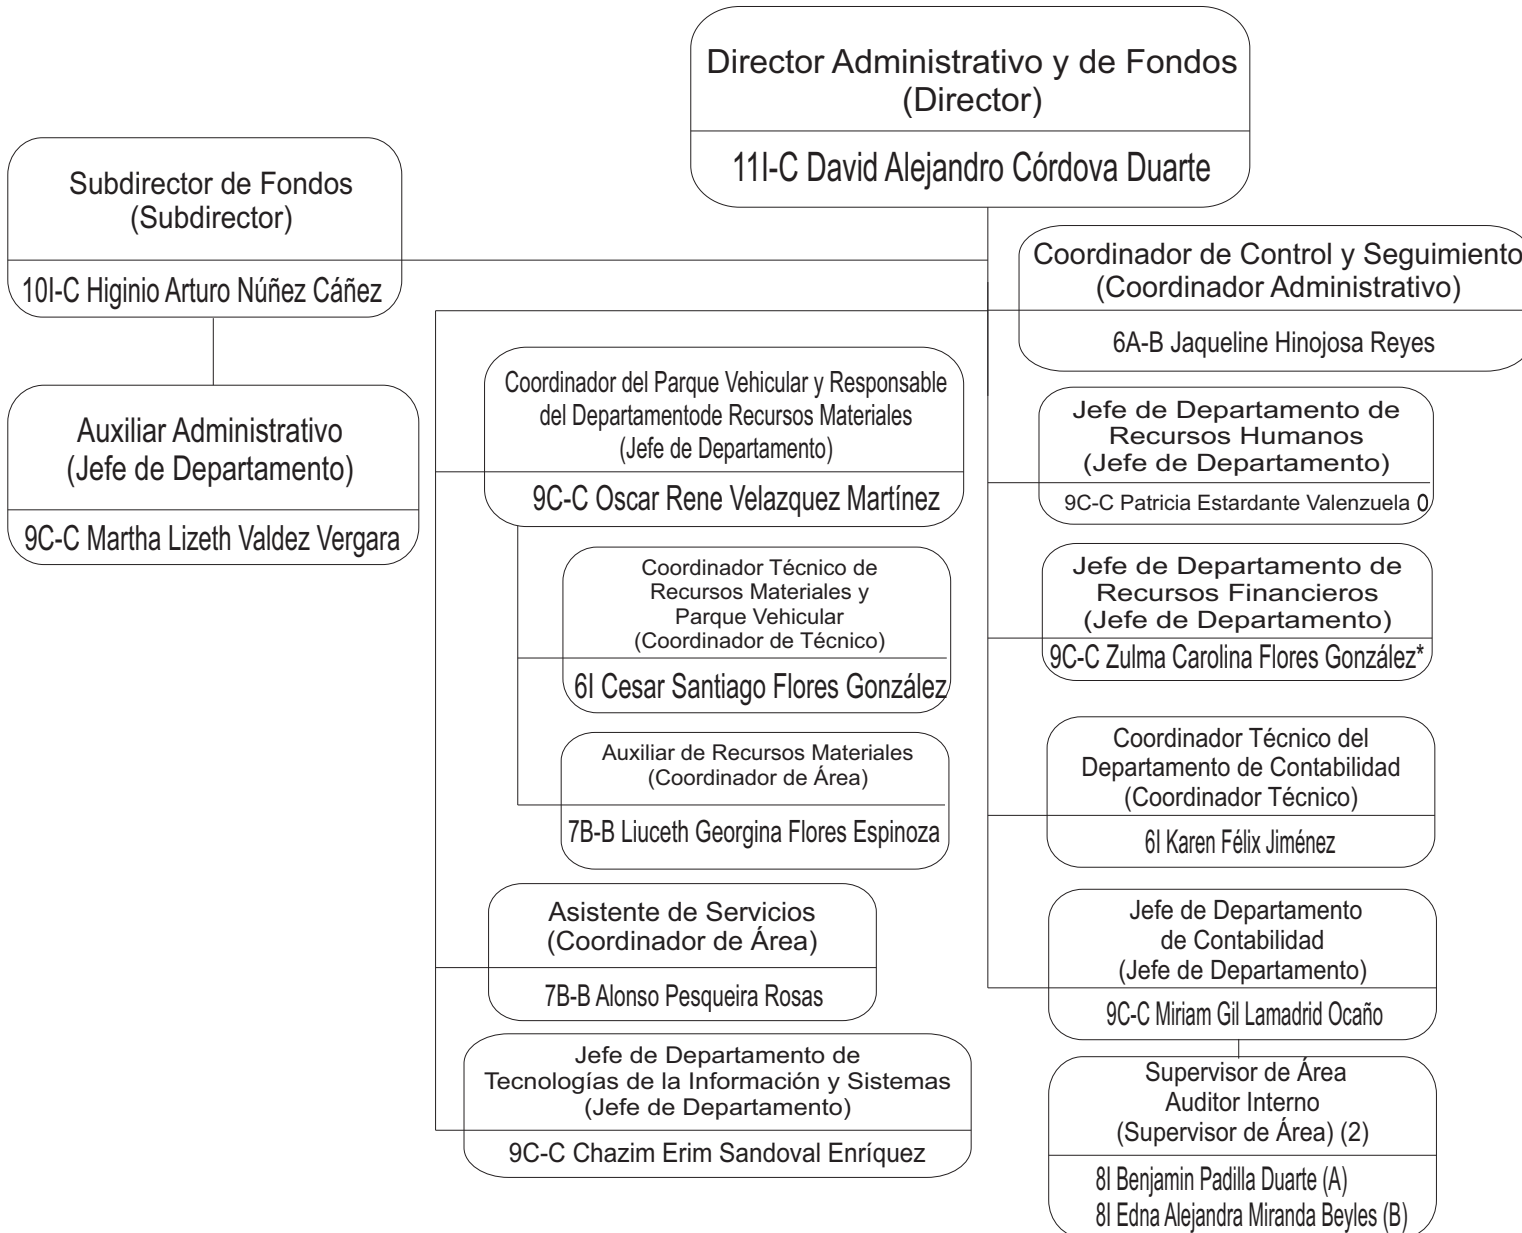 Director Administrativo y de Fondos
(Director)
11I-C David Alejandro Córdova Duarte
Subdirector de Fondos
(Subdirector)
10I-C Higinio Arturo Núñez Cáñez
Auxiliar Administrativo
(Jefe de Departamento)
9C-C Martha Lizeth Valdez Vergara
Coordinador del Parque Vehicular y Responsable
del Departamentode Recursos Materiales
(Jefe de Departamento)
9C-C Oscar Rene Velazquez Martínez
Coordinador Técnico de
Recursos Materiales y
Parque Vehicular
(Coordinador de Técnico)
6I Cesar Santiago Flores González
Auxiliar de Recursos Materiales
(Coordinador de Área)
7B-B Liuceth Georgina Flores Espinoza
Asistente de Servicios
(Coordinador de Área)
7B-B Alonso Pesqueira Rosas
Jefe de Departamento de
Tecnologías de la Información y Sistemas
(Jefe de Departamento)
9C-C Chazim Erim Sandoval Enríquez
Coordinador de Control y Seguimiento
(Coordinador Administrativo)
6A-B Jaqueline Hinojosa Reyes
Jefe de Departamento de
Recursos Humanos
(Jefe de Departamento)
9C-C Patricia Estardante Valenzuela 0
Jefe de Departamento de
Recursos Financieros
(Jefe de Departamento)
9C-C Zulma Carolina Flores González*
Coordinador Técnico del
Departamento de Contabilidad
(Coordinador Técnico)
6I Karen Félix Jiménez
Jefe de Departamento
de Contabilidad
(Jefe de Departamento)
9C-C Miriam Gil Lamadrid Ocaño
Supervisor de Área
Auditor Interno
(Supervisor de Área) (2)
8I Benjamin Padilla Duarte (A)
8I Edna Alejandra Miranda Beyles (B)